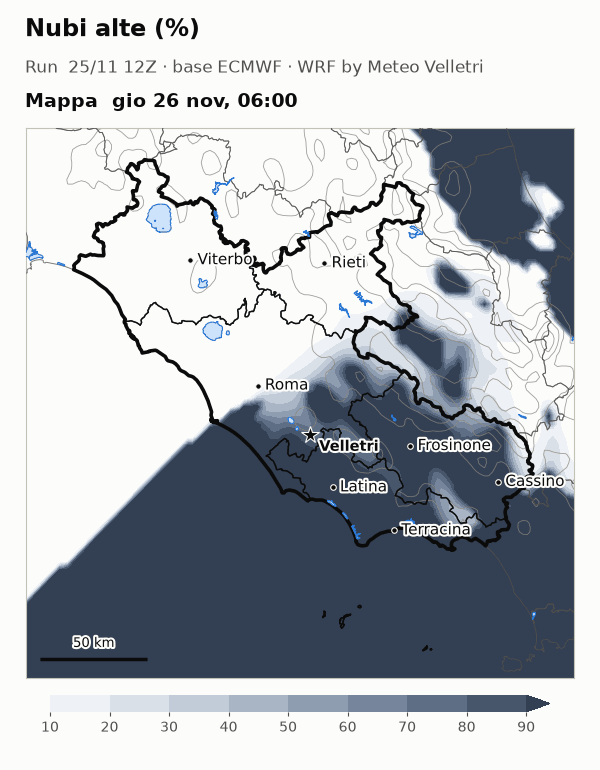 Nubi alte (%)
Run  25/11 12Z · base ECMWF · WRF by Meteo Velletri
Mappa  gio 26 nov, 06:00
Viterbo
Rieti
Roma
Velletri
Frosinone
Latina
Cassino
Terracina
50 km
10 20 30 40 50 60 70 80 90